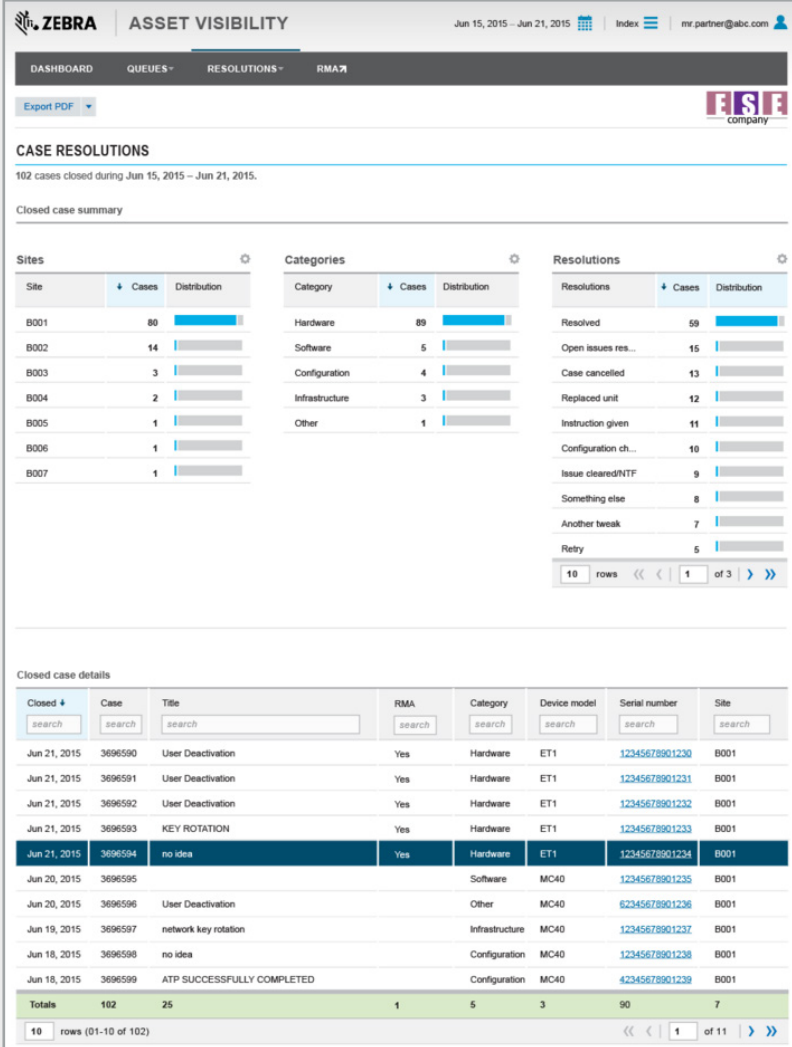 ZEBRA ASSET VISIBILITY Jun 15, 2015 – Jun 21, 2015 Index mr.partner@abc.com
DASHBOARD QUEUES RESOLUTIONS RMA
Export PDF
ESE company
CASE RESOLUTIONS
102 cases closed during Jun 15, 2015 – Jun 21, 2015.
Closed case summary
Sites
Site Cases Distribution
B001 80
B002 14
B003 3
B004 2
B005 1
B006 1
B007 1
Categories
Category Cases Distribution
Hardware 89
Software 5
Configuration 4
Infrastructure 3
Other 1
Resolutions
Resolutions Cases Distribution
Resolved 59
Open issues res... 15
Case cancelled 13
Replaced unit 12
Instruction given 11
Configuration ch... 10
Issue cleared/NTF 9
Something else 8
Another tweak 7
Retry 5
10 rows 1 of 3
Closed case details
Closed Case Title RMA Category Device model Serial number Site
search search search search search search search search
Jun 21, 2015 3696590 User Deactivation Yes Hardware ET1 12345678901230 B001
Jun 21, 2015 3696591 User Deactivation Yes Hardware ET1 12345678901231 B001
Jun 21, 2015 3696592 User Deactivation Yes Hardware ET1 12345678901232 B001
Jun 21, 2015 3696593 KEY ROTATION Yes Hardware ET1 12345678901233 B001
Jun 21, 2015 3696594 no idea Yes Hardware ET1 12345678901234 B001
Jun 20, 2015 3696595 Software MC40 12345678901235 B001
Jun 20, 2015 3696596 User Deactivation Other MC40 62345678901236 B001
Jun 19, 2015 3696597 network key rotation Infrastructure MC40 12345678901237 B001
Jun 18, 2015 3696598 no idea Configuration MC40 12345678901238 B001
Jun 18, 2015 3696599 ATP SUCCESSFULLY COMPLETED Configuration MC40 42345678901239 B001
Totals 102 25 1 5 3 90 7
10 rows (01-10 of 102) 1 of 11